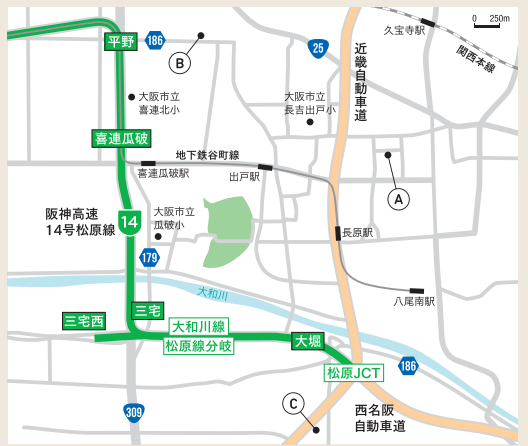 0 250m
久宝寺駅
関西本線
平野
186
B
25
近畿自動車道
大阪市立
喜連北小
大阪市立
長吉出戸小
喜連瓜破
地下鉄谷町線
喜連瓜破駅
出戸駅
A
阪神高速
14号松原線
14
大阪市立
瓜破小
長原駅
179
大和川
八尾南駅
三宅西
三宅
大和川線
松原線分岐
大堀
松原JCT
186
309
C
西名阪
自動車道